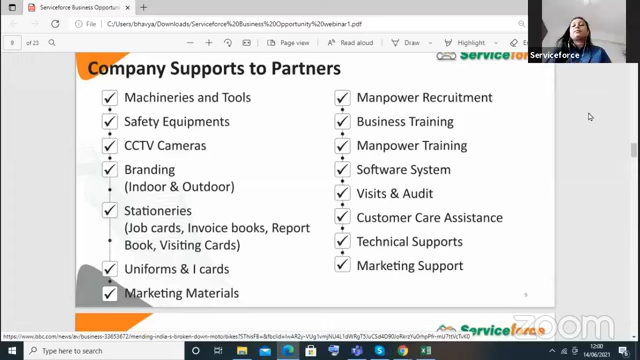 Serviceforce Business Opportunity
C:/Users/bhavya/Downloads/Serviceforce%20Business%20Opportunity%20webinar1.pdf
9 of 23
Page view
Read aloud
Draw
Highlight
Erase
Serviceforce
Serviceforce
Company Supports to Partners
Machineries and Tools
Safety Equipments
CCTV Cameras
Branding
(Indoor & Outdoor)
Stationeries
(Job cards, Invoice books, Report
Book, Visiting Cards)
Uniforms & I cards
Marketing Materials
Manpower Recruitment
Business Training
Manpower Training
Software System
Visits & Audit
Customer Care Assistance
Technical Supports
Marketing Support
9
Serviceforce
zoom
Type here to search
12:00
14/06/2021